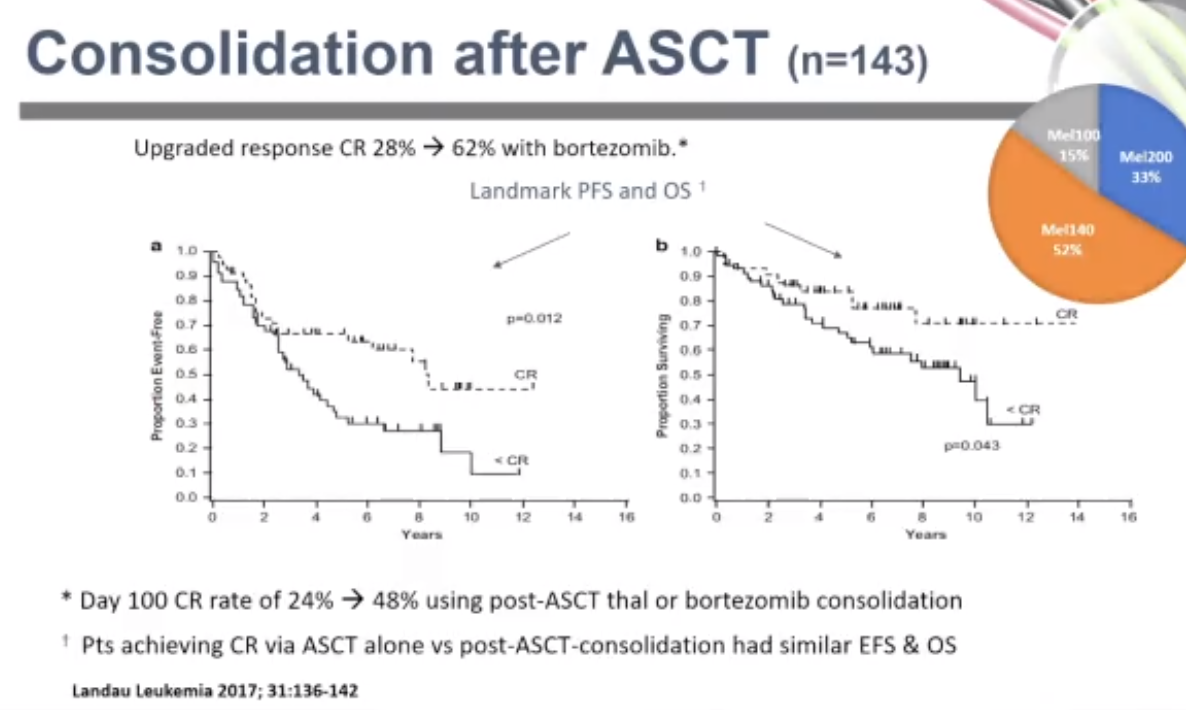 Consolidation after ASCT (n=143)
Mel100
15%
Mel200
33%
Mel140
52%
Upgraded response CR 28% → 62% with bortezomib.*
Landmark PFS and OS †
a
Proportion Event-Free
1.0
0.9
0.8
0.7
0.6
0.5
0.4
0.3
0.2
0.1
0.0
p=0.012
CR
< CR
0 2 4 6 8 10 12 14 16
Years
b
Proportion Surviving
1.0
0.9
0.8
0.7
0.6
0.5
0.4
0.3
0.2
0.1
0.0
CR
< CR
p=0.043
0 2 4 6 8 10 12 14 16
Years
* Day 100 CR rate of 24% → 48% using post-ASCT thal or bortezomib consolidation
† Pts achieving CR via ASCT alone vs post-ASCT-consolidation had similar EFS & OS
Landau Leukemia 2017; 31:136-142